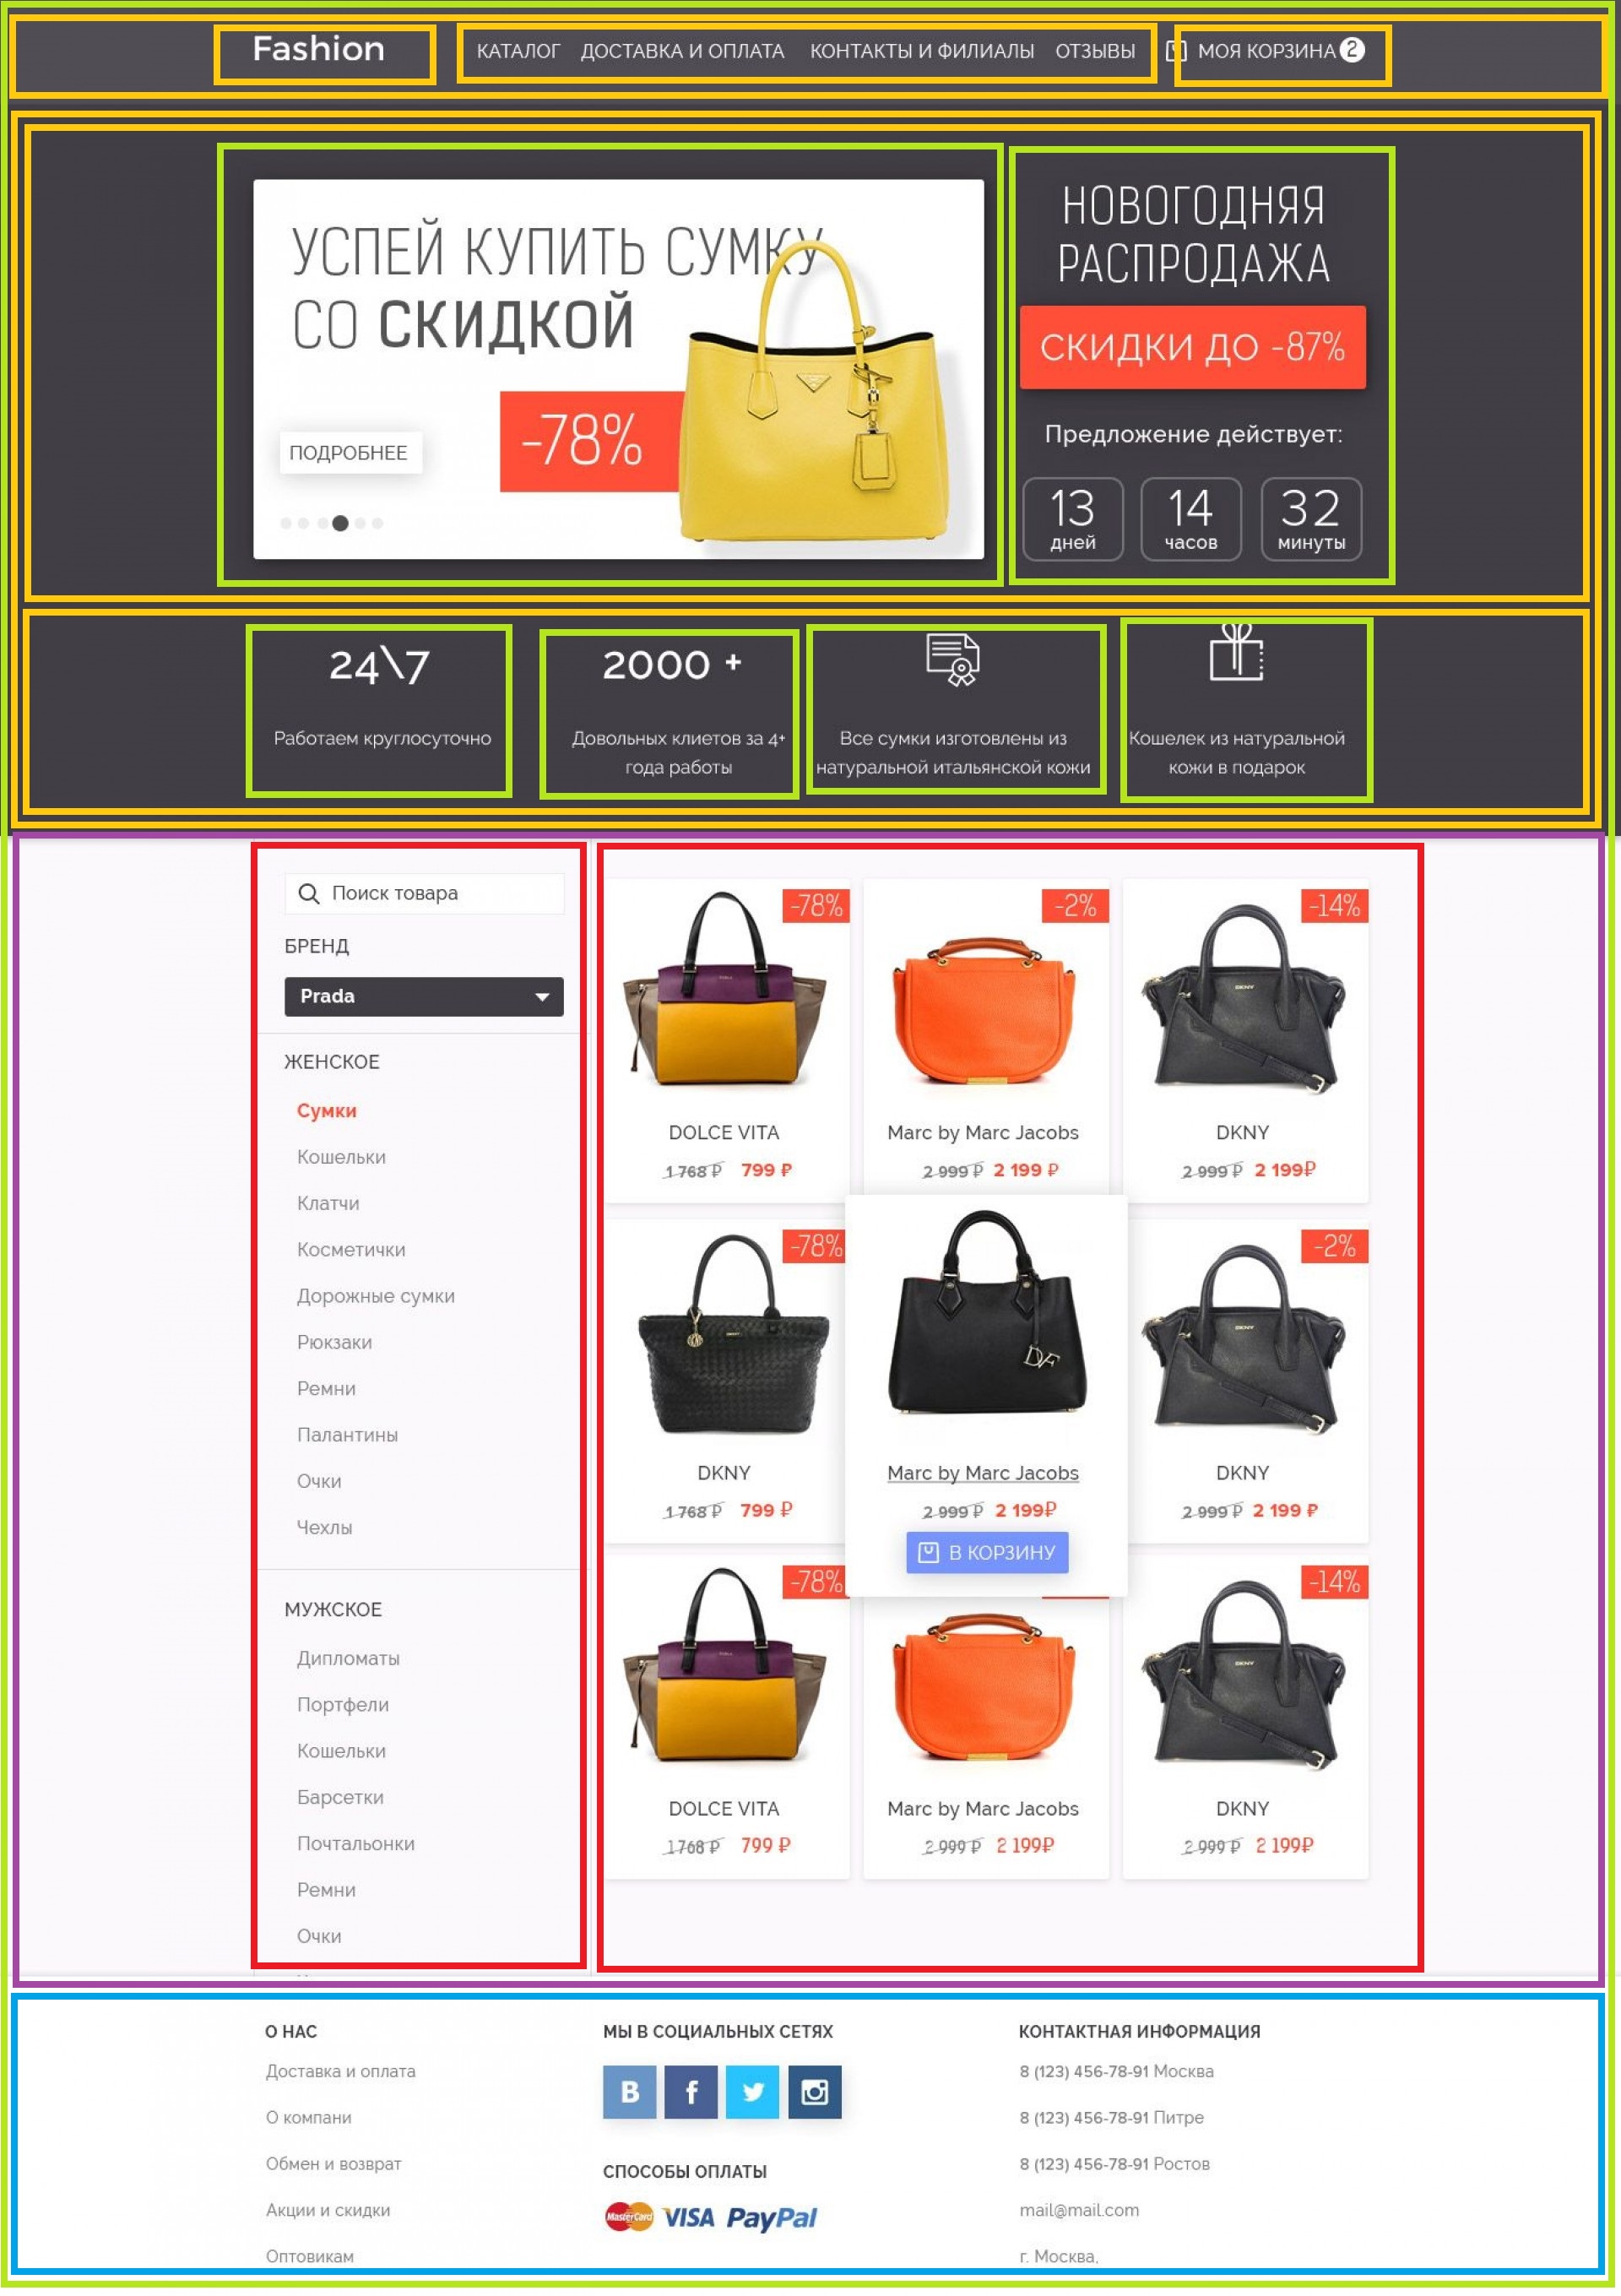 Fashion
КАТАЛОГ ДОСТАВКА И ОПЛАТА КОНТАКТЫ И ФИЛИАЛЫ ОТЗЫВЫ МОЯ КОРЗИНА 2
УСПЕЙ КУПИТЬ СУМКУ
СО СКИДКОЙ
-78%
ПОДРОБНЕЕ
НОВОГОДНЯЯ
РАСПРОДАЖА
СКИДКИ ДО -87%
Предложение действует:
13 14 32
дней часов минуты
24\7
Работаем круглосуточно
2000 +
Довольных клиетов за 4+
года работы
Все сумки изготовлены из
натуральной итальянской кожи
Кошелек из натуральной
кожи в подарок
Поиск товара
БРЕНД
Prada
ЖЕНСКОЕ
Сумки
Кошельки
Клатчи
Косметички
Дорожные сумки
Рюкзаки
Ремни
Палантины
Очки
Чехлы
МУЖСКОЕ
Дипломаты
Портфели
Кошельки
Барсетки
Почтальонки
Ремни
Очки
-78% -2% -14%
DKNY
DOLCE VITA Marc by Marc Jacobs DKNY
1 768 ₽ 799 ₽ 2 999 ₽ 2 199 ₽ 2 999 ₽ 2 199₽
-78% -2%
DKNY
DKNY Marc by Marc Jacobs DKNY
1 768 ₽ 799 ₽ 2 999 ₽ 2 199₽ 2 999 ₽ 2 199 ₽
В КОРЗИНУ
-78% -14%
DKNY
DOLCE VITA Marc by Marc Jacobs DKNY
1 768 ₽ 799 ₽ 2 999 ₽ 2 199₽ 2 999 ₽ 2 199₽
О НАС
Доставка и оплата
О компани
Обмен и возврат
Акции и скидки
Оптовикам
МЫ В СОЦИАЛЬНЫХ СЕТЯХ
В f
СПОСОБЫ ОПЛАТЫ
MasterCard VISA PayPal
КОНТАКТНАЯ ИНФОРМАЦИЯ
8 (123) 456-78-91 Москва
8 (123) 456-78-91 Питре
8 (123) 456-78-91 Ростов
mail@mail.com
г. Москва,